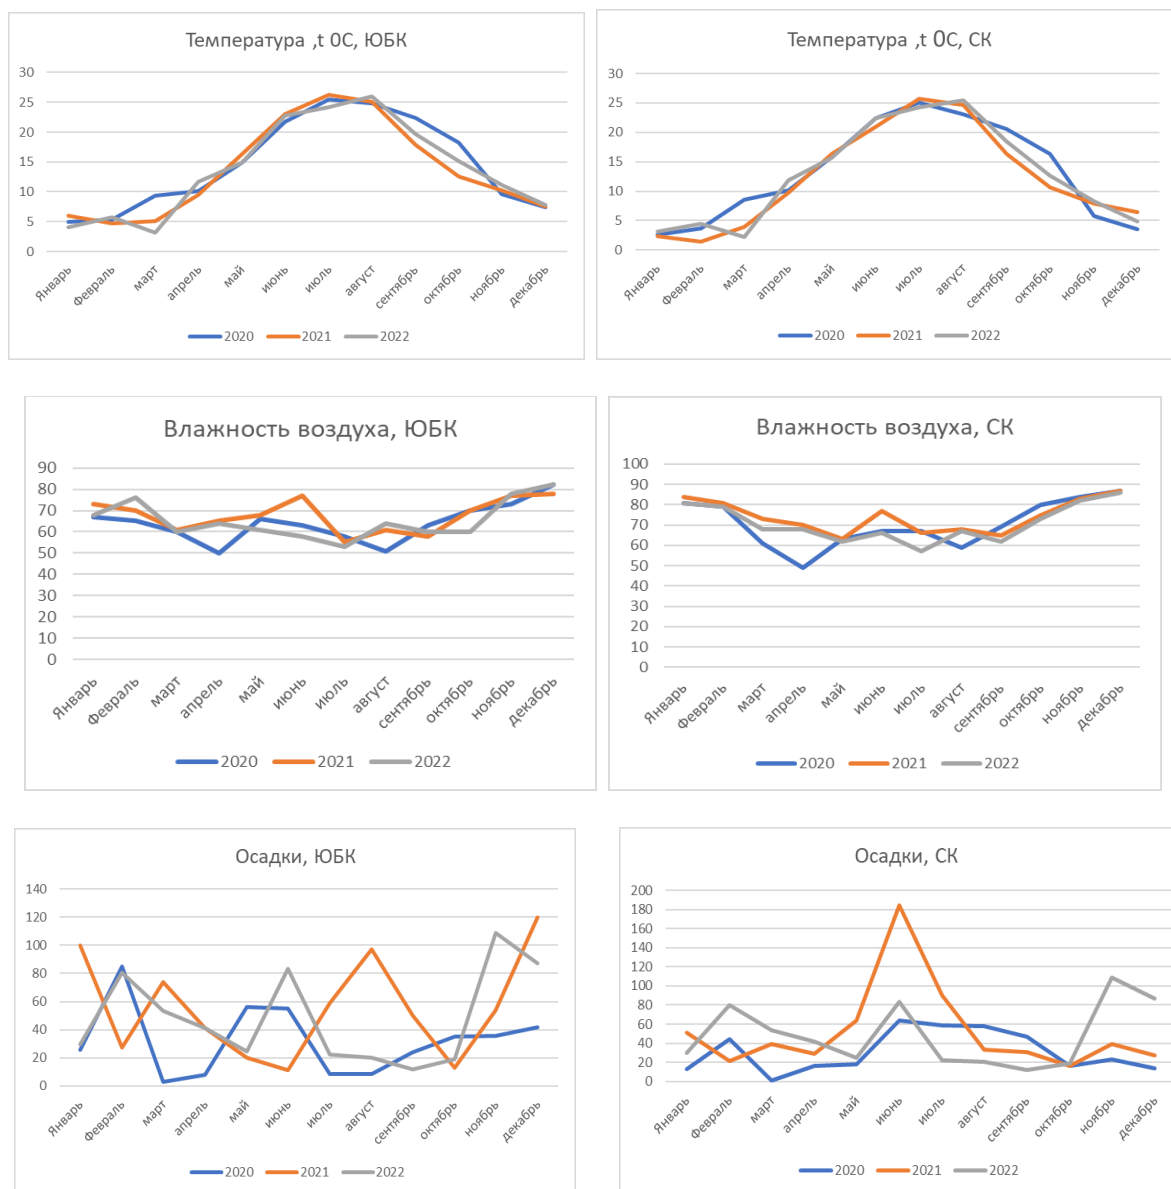 Температура ,t 0С, ЮБК
30
25
20
15
10
5
0
Январь
Февраль
март
апрель
май
июнь
июль
август
сентябрь
октябрь
ноябрь
декабрь
2020 2021 2022
Температура ,t 0С, СК
30
25
20
15
10
5
0
Январь
Февраль
март
апрель
май
июнь
июль
август
сентябрь
октябрь
ноябрь
декабрь
2020 2021 2022
Влажность воздуха, ЮБК
90
80
70
60
50
40
30
20
10
0
Январь
Февраль
март
апрель
май
июнь
июль
август
сентябрь
октябрь
ноябрь
декабрь
2020 2021 2022
Влажность воздуха, СК
100
90
80
70
60
50
40
30
20
10
0
Январь
Февраль
март
апрель
май
июнь
июль
август
сентябрь
октябрь
ноябрь
декабрь
2020 2021 2022
Осадки, ЮБК
140
120
100
80
60
40
20
0
Январь
Февраль
март
апрель
май
июнь
июль
август
сентябрь
октябрь
ноябрь
декабрь
2020 2021 2022
Осадки, СК
200
180
160
140
120
100
80
60
40
20
0
Январь
Февраль
март
апрель
май
июнь
июль
август
сентябрь
октябрь
ноябрь
декабрь
2020 2021 2022